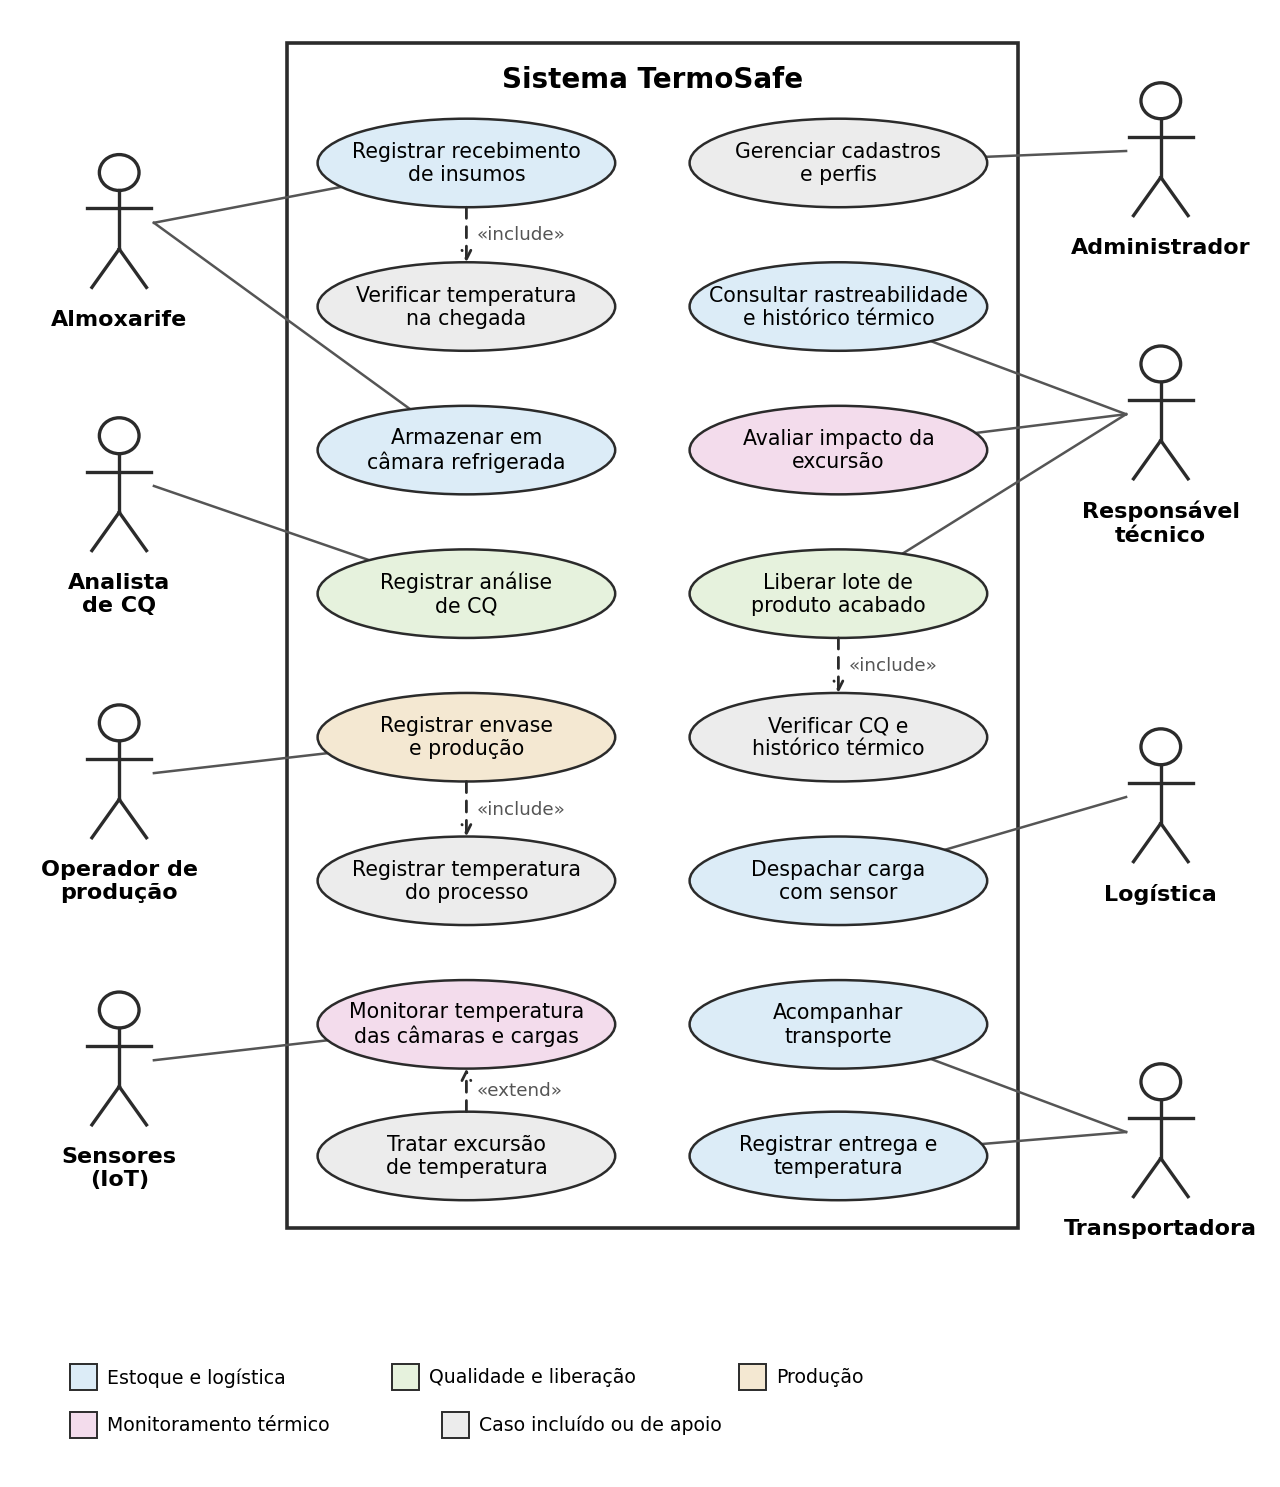 Sistema TermoSafe
Almoxarife
Analista
de CQ
Operador de
produção
Sensores
(IoT)
Registrar recebimento
de insumos
«include»
Verificar temperatura
na chegada
Armazenar em
câmara refrigerada
Registrar análise
de CQ
Registrar envase
e produção
«include»
Registrar temperatura
do processo
Monitorar temperatura
das câmaras e cargas
«extend»
Tratar excursão
de temperatura
Gerenciar cadastros
e perfis
Consultar rastreabilidade
e histórico térmico
Avaliar impacto da
excursão
Liberar lote de
produto acabado
«include»
Verificar CQ e
histórico térmico
Despachar carga
com sensor
Acompanhar
transporte
Registrar entrega e
temperatura
Administrador
Responsável
técnico
Logística
Transportadora
Estoque e logística
Qualidade e liberação
Produção
Monitoramento térmico
Caso incluído ou de apoio